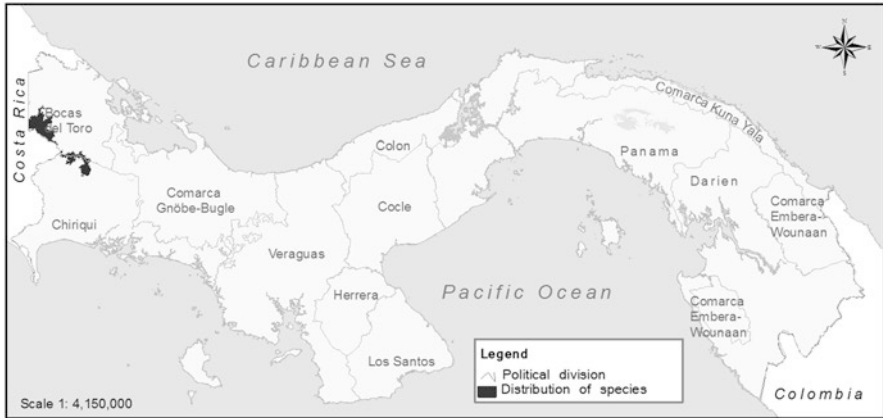 N
W
E
S
Caribbean Sea
Costa Rica
Bocas
del Toro
Comarca Kuna Yala
Colon
Panama
Darien
Comarca
Gnöbe-Bugle
Cocle
Comarca
Embera-
Wounaan
Chiriqui
Veraguas
Herrera
Pacific Ocean
Comarca
Embera-
Wounaan
Los Santos
Legend
Political division
Distribution of species
Scale 1: 4,150,000
Colombia